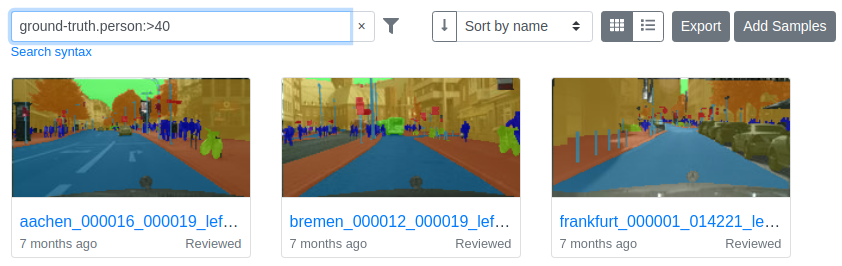 ground-truth.person:>40
×
Sort by name
Export
Add Samples
Search syntax
aachen_000016_000019_lef...
bremen_000012_000019_lef...
frankfurt_000001_014221_le...
7 months ago
Reviewed
7 months ago
Reviewed
7 months ago
Reviewed